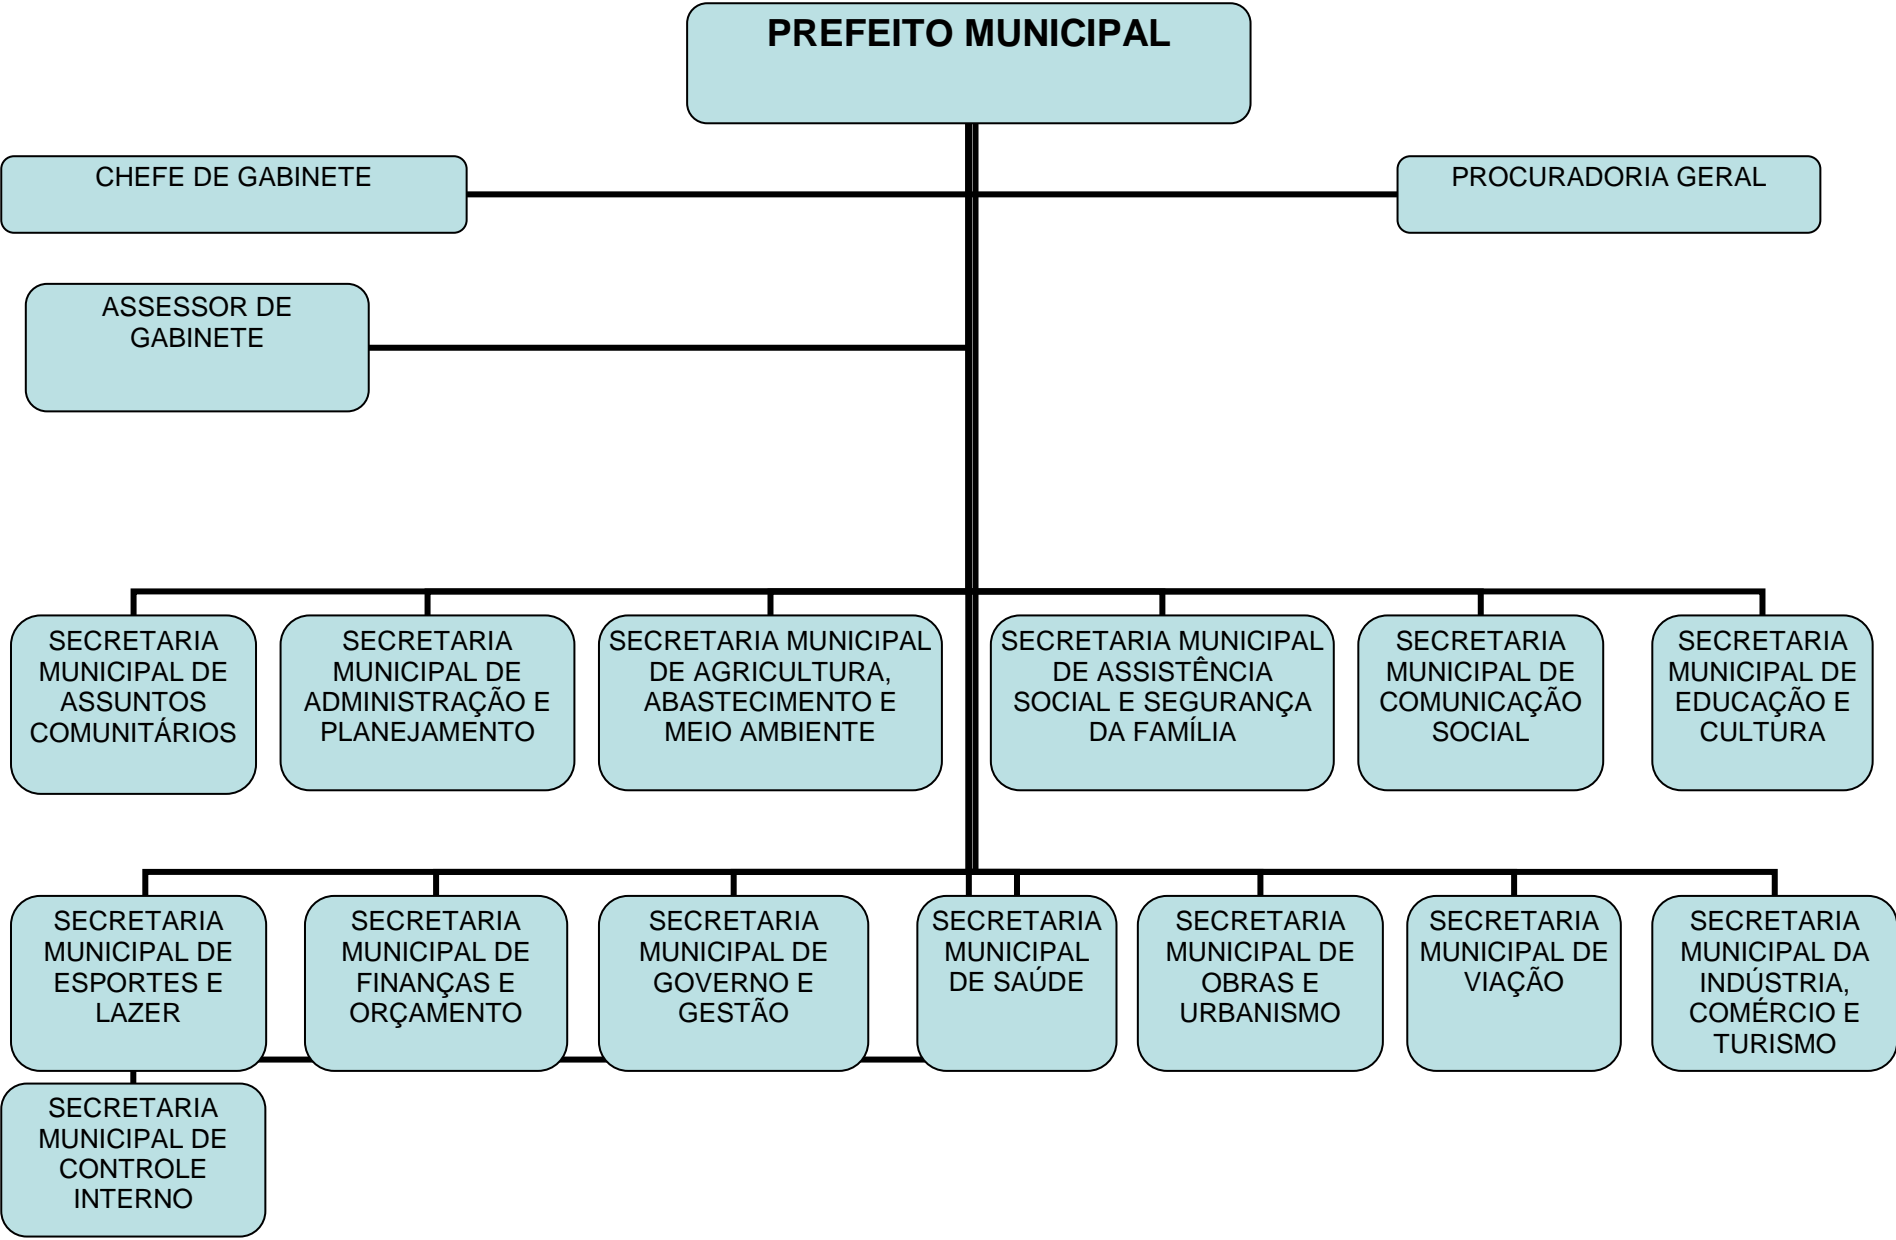 PREFEITO MUNICIPAL
CHEFE DE GABINETE
PROCURADORIA GERAL
ASSESSOR DE
GABINETE
SECRETARIA
MUNICIPAL DE
ASSUNTOS
COMUNITÁRIOS
SECRETARIA
MUNICIPAL DE
ADMINISTRAÇÃO E
PLANEJAMENTO
SECRETARIA MUNICIPAL
DE AGRICULTURA,
ABASTECIMENTO E
MEIO AMBIENTE
SECRETARIA MUNICIPAL
DE ASSISTÊNCIA
SOCIAL E SEGURANÇA
DA FAMÍLIA
SECRETARIA
MUNICIPAL DE
COMUNICAÇÃO
SOCIAL
SECRETARIA
MUNICIPAL DE
EDUCAÇÃO E
CULTURA
SECRETARIA
MUNICIPAL DE
ESPORTES E
LAZER
SECRETARIA
MUNICIPAL DE
FINANÇAS E
ORÇAMENTO
SECRETARIA
MUNICIPAL DE
GOVERNO E
GESTÃO
SECRETARIA
MUNICIPAL
DE SAÚDE
SECRETARIA
MUNICIPAL DE
OBRAS E
URBANISMO
SECRETARIA
MUNICIPAL DE
VIAÇÃO
SECRETARIA
MUNICIPAL DA
INDÚSTRIA,
COMÉRCIO E
TURISMO
SECRETARIA
MUNICIPAL DE
CONTROLE
INTERNO